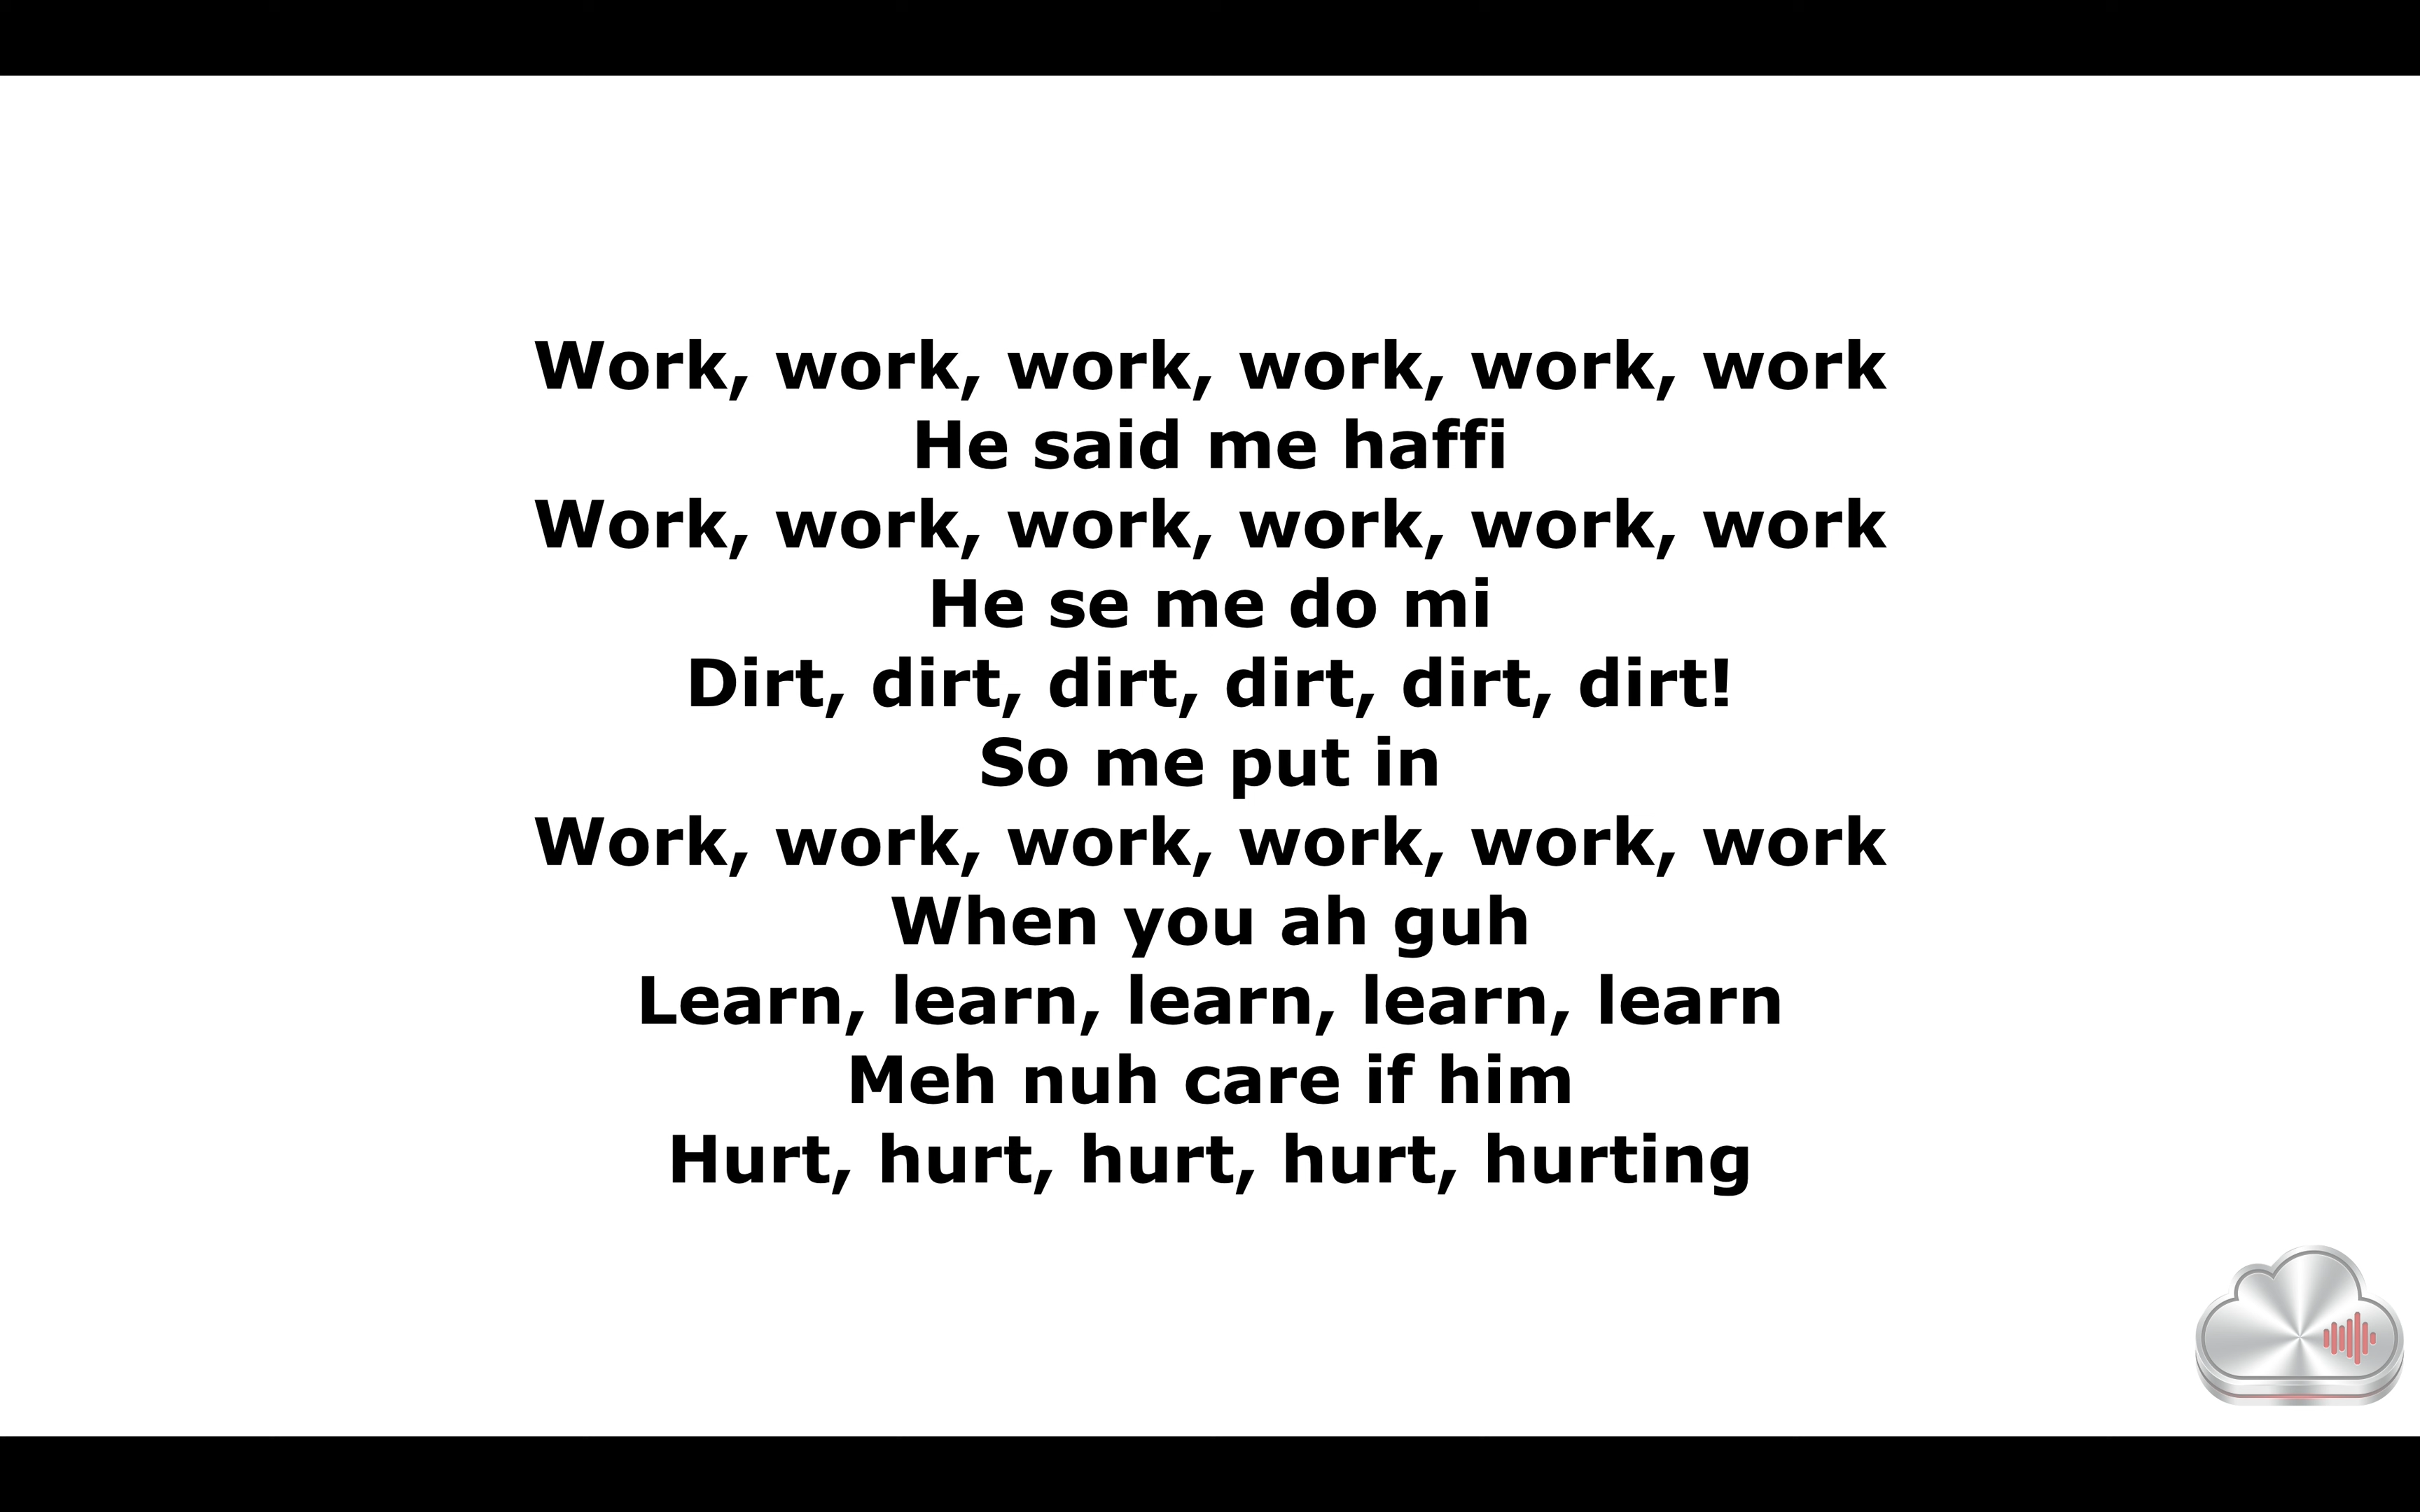 Work, work, work, work, work, work
He said me haffi
Work, work, work, work, work, work
He se me do mi
Dirt, dirt, dirt, dirt, dirt, dirt!
So me put in
Work, work, work, work, work, work
When you ah guh
Learn, learn, learn, learn, learn
Meh nuh care if him
Hurt, hurt, hurt, hurt, hurting